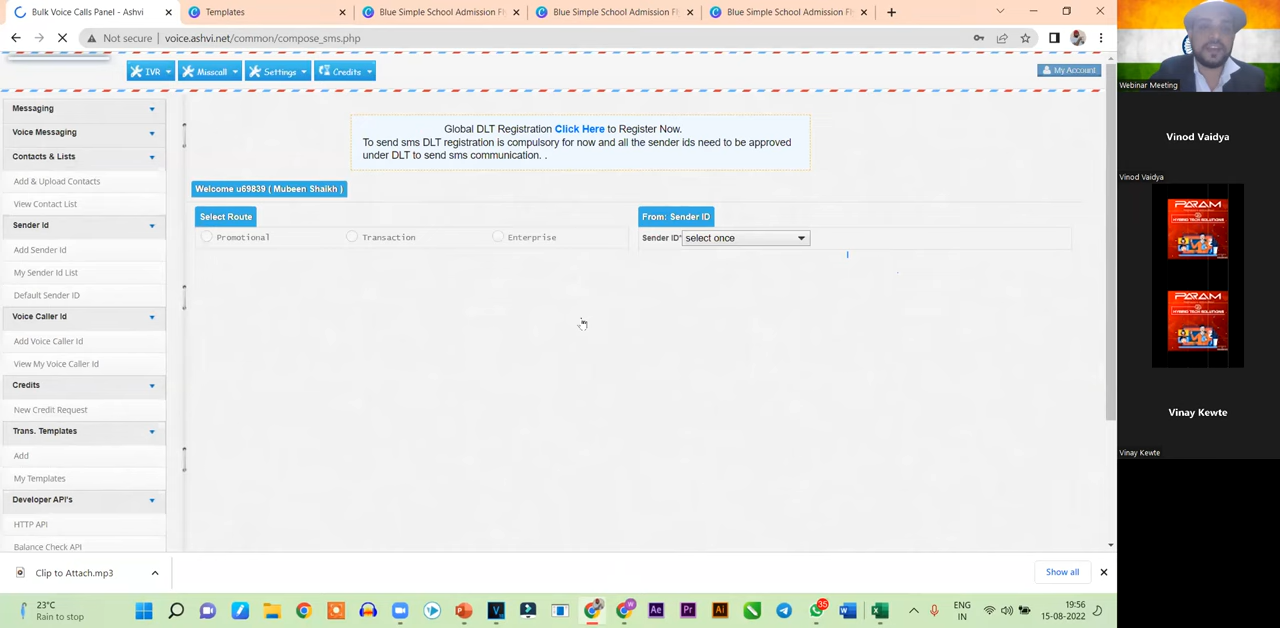 Bulk Voice Calls Panel - Ashvi
Templates
Blue Simple School Admission Fl
Blue Simple School Admission Fl
Blue Simple School Admission Fl
Not secure | voice.ashvi.net/common/compose_sms.php
IVR
Misscall
Settings
Credits
My Account
Messaging
Voice Messaging
Contacts & Lists
Add & Upload Contacts
View Contact List
Sender Id
Add Sender Id
My Sender Id List
Default Sender ID
Voice Caller Id
Add Voice Caller Id
View My Voice Caller Id
Credits
New Credit Request
Trans. Templates
Add
My Templates
Developer API's
HTTP API
Balance Check API
Global DLT Registration Click Here to Register Now.
To send sms DLT registration is compulsory for now and all the sender ids need to be approved
under DLT to send sms communication. .
Welcome u69839 ( Mubeen Shaikh )
Select Route
Promotional
Transaction
Enterprise
From: Sender ID
Sender ID* select once
Webinar Meeting
Vinod Vaidya
Vinod Vaidya
PARAM
PARAM
Vinay Kewte
Vinay Kewte
Clip to Attach.mp3
Show all
23°C
Rain to stop
35
ENG
IN
19:56
15-08-2022